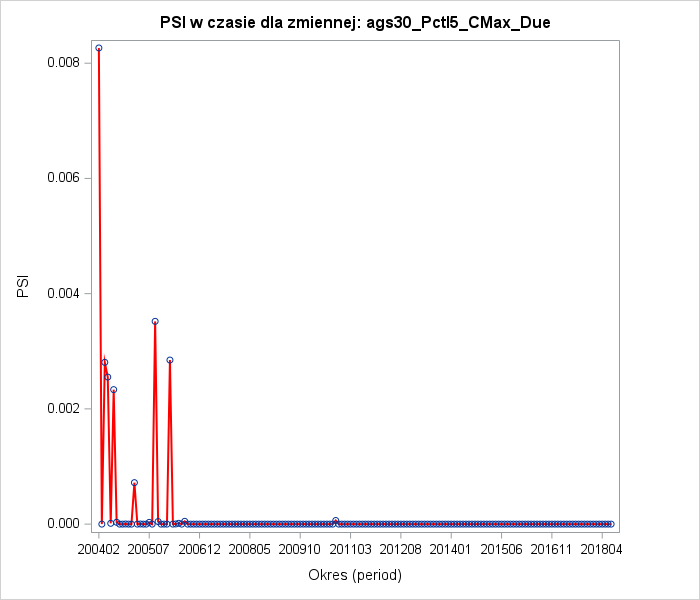 PSI w czasie dla zmiennej: ags30_Pctl5_CMax_Due
0.008
0.006
0.004
0.002
0.000
PSI
200402 200507 200612 200805 200910 201103 201208 201401 201506 201611 201804
Okres (period)